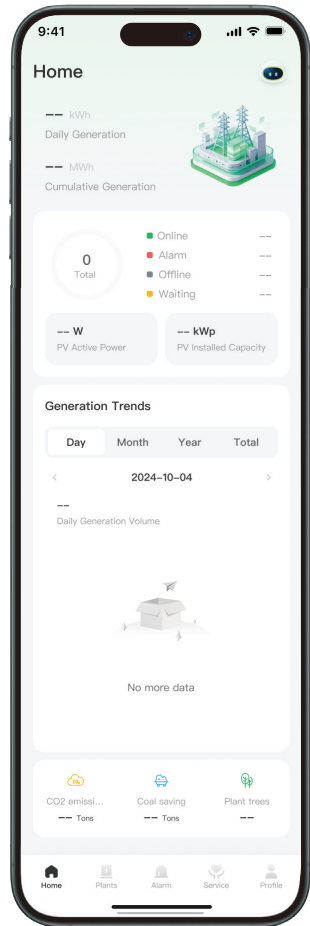 9:41
Home
-- kWh
Daily Generation
-- MWh
Cumulative Generation
0
Total
Online --
Alarm --
Offline --
Waiting --
-- W
PV Active Power
-- kWp
PV Installed Capacity
Generation Trends
Day Month Year Total
< 2024-10-04 >
--
Daily Generation Volume
No more data
CO2 emissi... Coal saving Plant trees
-- Tons -- Tons --
Home Plants Alarm Service Profile